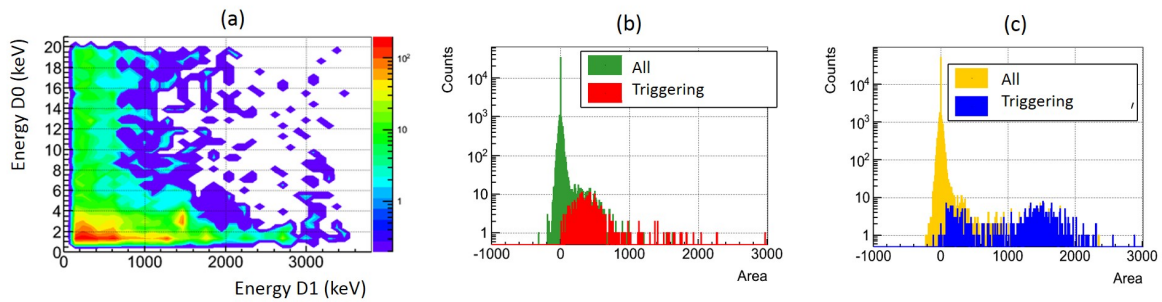 (a)
Energy D0 (keV)
20
18
16
14
12
10
8
6
4
2
0
0 1000 2000 3000
Energy D1 (keV)
10²
10
1
(b)
Counts
10⁴
10³
10²
10
1
All
Triggering
-1000 0 1000 2000 3000
Area
(c)
Counts
10⁴
10³
10²
10
1
All
Triggering ,
-1000 0 1000 2000 3000
Area